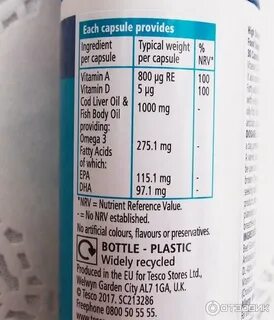 Each capsule provides
Ingredient per capsule Typical weight per capsule % NRV*
Vitamin A 800 µg RE 100
Vitamin D 5 µg 100
Cod Liver Oil & Fish Body Oil 1000 mg -
providing:
Omega 3 Fatty Acids 275.1 mg -
of which:
EPA 115.1 mg -
DHA 97.1 mg -
*NRV = Nutrient Reference Value.
- = No NRV established.
No artificial colours, flavours or preservatives.
BOTTLE - PLASTIC
Widely recycled
Produced in the EU for Tesco Stores Ltd.,
Welwyn Garden City AL7 1GA, U.K.
© Tesco 2017. SC213286
Freephone 0800 50 55 55.